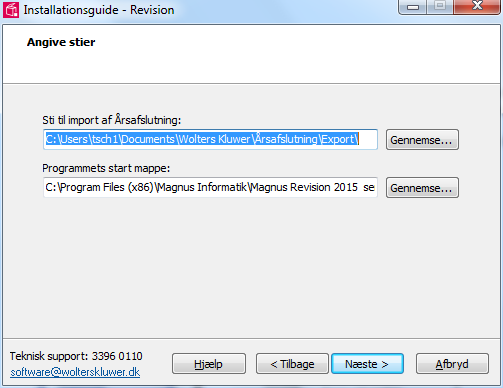 Installationsguide - Revision
Angive stier
Sti til import af Årsafslutning:
C:\Users\tsch1\Documents\Wolters Kluwer\Årsafslutning\Export\
Gennemse...
Programmets start mappe:
C:\Program Files (x86)\Magnus Informatik\Magnus Revision 2015 se
Gennemse...
Teknisk support: 3396 0110
software@wolterskluwer.dk
Hjælp
< Tilbage
Næste >
Afbryd